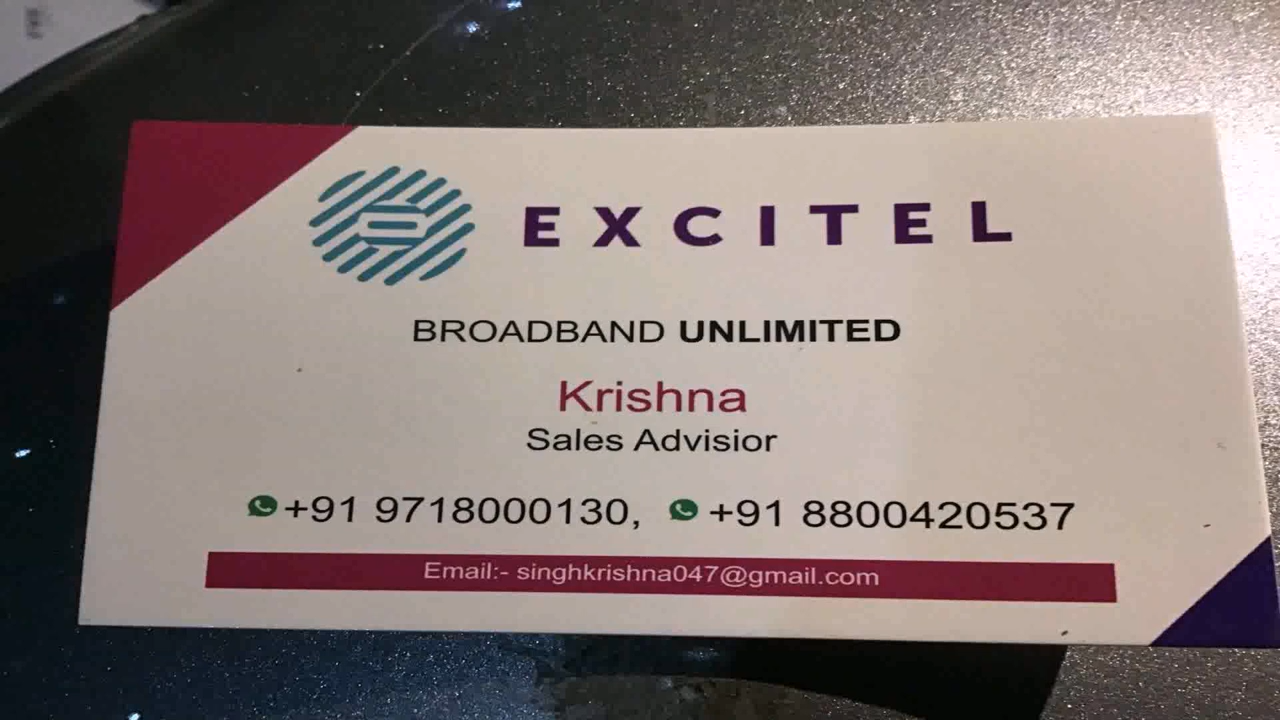 EXCITEL
BROADBAND UNLIMITED
Krishna
Sales Advisior
+91 9718000130, +91 8800420537
Email:- singhkrishna047@gmail.com